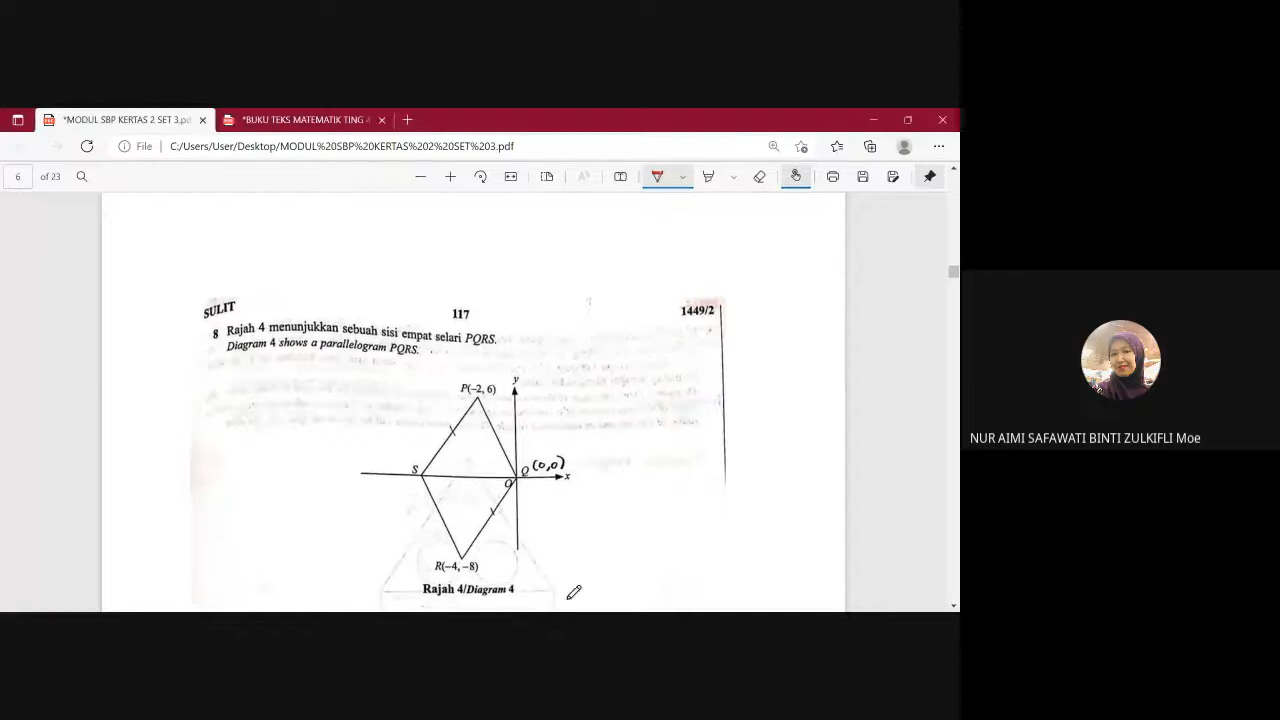 *MODUL SBP KERTAS 2 SET 3.pd
*BUKU TEKS MATEMATIK TING 4
File C:/Users/User/Desktop/MODUL%20SBP%20KERTAS%202%20SET%203.pdf
6 of 23
SULIT 117 1449/2
8 Rajah 4 menunjukkan sebuah sisi empat selari PQRS.
Diagram 4 shows a parallelogram PQRS.
y
P(−2, 6)
S Q (0,0)
O x
R(−4, −8)
Rajah 4/Diagram 4
NUR AIMI SAFAWATI BINTI ZULKIFLI Moe